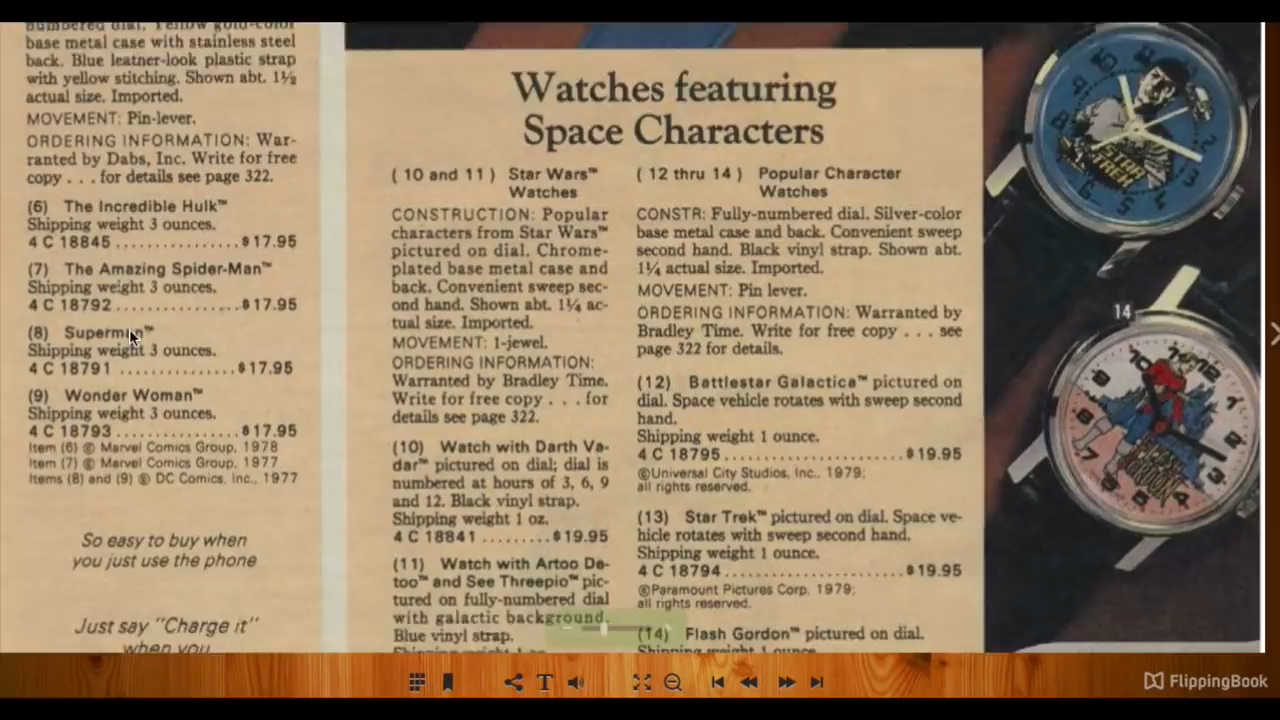 numbered dial. Yellow gold-color
base metal case with stainless steel
back. Blue leather-look plastic strap
with yellow stitching. Shown abt. 1½
actual size. Imported.
MOVEMENT: Pin-lever.
ORDERING INFORMATION: War-
ranted by Dabs, Inc. Write for free
copy . . . for details see page 322.
(6) The Incredible Hulk™
Shipping weight 3 ounces.
4 C 18845 ................$17.95
(7) The Amazing Spider-Man™
Shipping weight 3 ounces.
4 C 18792 ................$17.95
(8) Superman™
Shipping weight 3 ounces.
4 C 18791 ................$17.95
(9) Wonder Woman™
Shipping weight 3 ounces.
4 C 18793 ................$17.95
Item (6) © Marvel Comics Group, 1978
Item (7) © Marvel Comics Group, 1977
Items (8) and (9) © DC Comics, Inc., 1977
So easy to buy when
you just use the phone
Just say "Charge it"
when you
Watches featuring
Space Characters
( 10 and 11 ) Star Wars™
Watches
CONSTRUCTION: Popular
characters from Star Wars™
pictured on dial. Chrome-
plated base metal case and
back. Convenient sweep sec-
ond hand. Shown abt. 1¼ ac-
tual size. Imported.
MOVEMENT: 1-jewel.
ORDERING INFORMATION:
Warranted by Bradley Time.
Write for free copy . . . for
details see page 322.
(10) Watch with Darth Va-
dar™ pictured on dial; dial is
numbered at hours of 3, 6, 9
and 12. Black vinyl strap.
Shipping weight 1 oz.
4 C 18841 .........$19.95
(11) Watch with Artoo De-
too™ and See Threepio™ pic-
tured on fully-numbered dial
with galactic background.
Blue vinyl strap.
Shipping weight 1 oz.
( 12 thru 14 ) Popular Character
Watches
CONSTR: Fully-numbered dial. Silver-color
base metal case and back. Convenient sweep
second hand. Black vinyl strap. Shown abt.
1¼ actual size. Imported.
MOVEMENT: Pin lever.
ORDERING INFORMATION: Warranted by
Bradley Time. Write for free copy . . . see
page 322 for details.
(12) Battlestar Galactica™ pictured on
dial. Space vehicle rotates with sweep second
hand.
Shipping weight 1 ounce.
4 C 18795 ........................$19.95
©Universal City Studios, Inc., 1979;
all rights reserved.
(13) Star Trek™ pictured on dial. Space ve-
hicle rotates with sweep second hand.
Shipping weight 1 ounce.
4 C 18794 ........................$19.95
©Paramount Pictures Corp. 1979;
all rights reserved.
(14) Flash Gordon™ pictured on dial.
Shipping weight 1 ounce.
STAR
TREK
14
FLASH
GORDON
FlippingBook